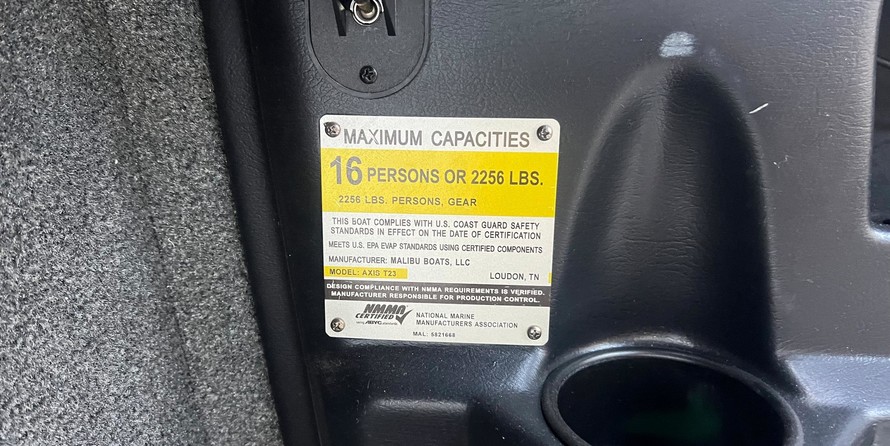 MAXIMUM CAPACITIES
16 PERSONS OR 2256 LBS.
2256 LBS. PERSONS, GEAR
THIS BOAT COMPLIES WITH U.S. COAST GUARD SAFETY
STANDARDS IN EFFECT ON THE DATE OF CERTIFICATION
MEETS U.S. EPA EVAP STANDARDS USING CERTIFIED COMPONENTS
MANUFACTURER: MALIBU BOATS, LLC
MODEL: AXIS T23 LOUDON, TN
DESIGN COMPLIANCE WITH NMMA REQUIREMENTS IS VERIFIED.
MANUFACTURER RESPONSIBLE FOR PRODUCTION CONTROL.
NMMA
CERTIFIED
NATIONAL MARINE
MANUFACTURERS ASSOCIATION
MAL: 5821668